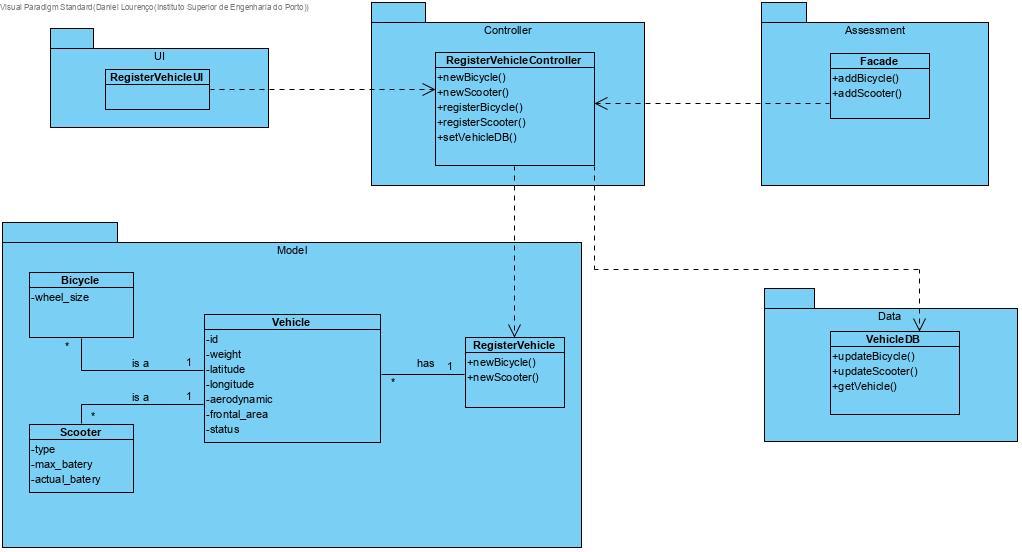 Visual Paradigm Standard(Daniel Lourenço(Instituto Superior de Engenharia do Porto))
UI
RegisterVehicleUI
Controller
RegisterVehicleController
+newBicycle()
+newScooter()
+registerBicycle()
+registerScooter()
+setVehicleDB()
Assessment
Facade
+addBicycle()
+addScooter()
Model
Bicycle
-wheel_size
*
is a
1
Vehicle
-id
-weight
-latitude
-longitude
-aerodynamic
-frontal_area
-status
is a
1
*
Scooter
-type
-max_batery
-actual_batery
has
1
*
RegisterVehicle
+newBicycle()
+newScooter()
Data
VehicleDB
+updateBicycle()
+updateScooter()
+getVehicle()